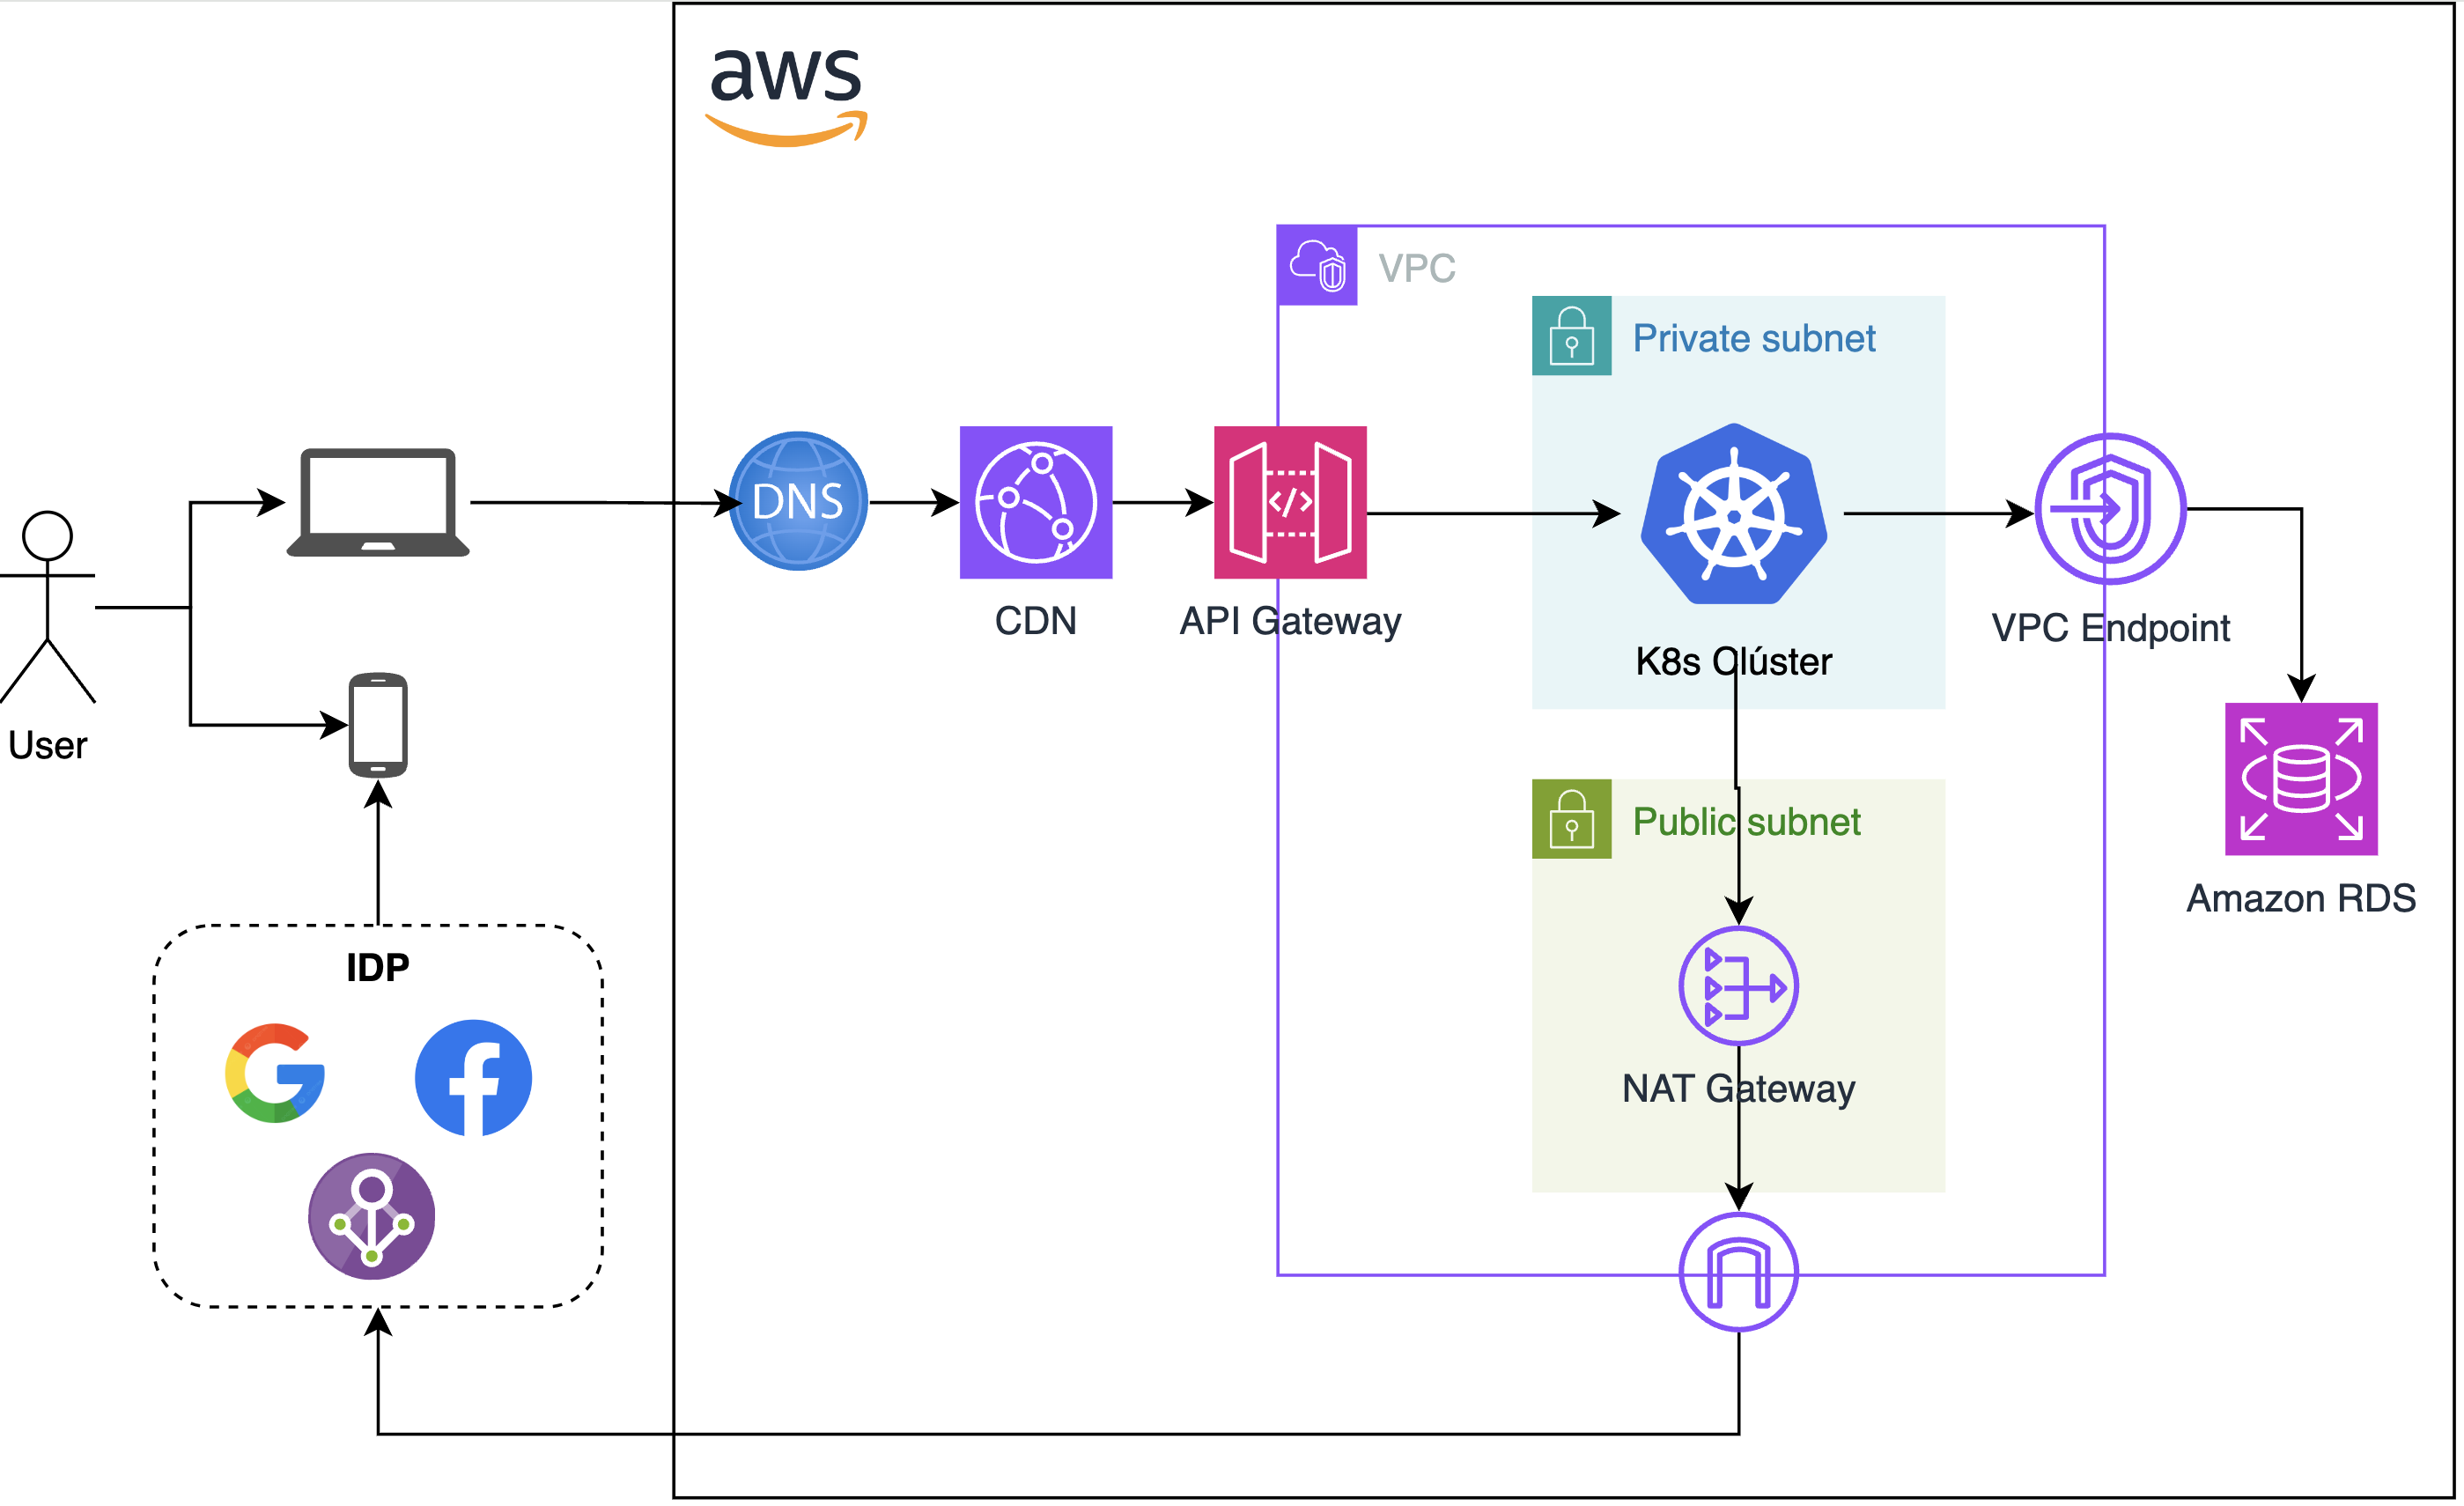 aws
VPC
Private subnet
DNS
CDN
API Gateway
K8s Clúster
VPC Endpoint
User
Public subnet
Amazon RDS
IDP
NAT Gateway